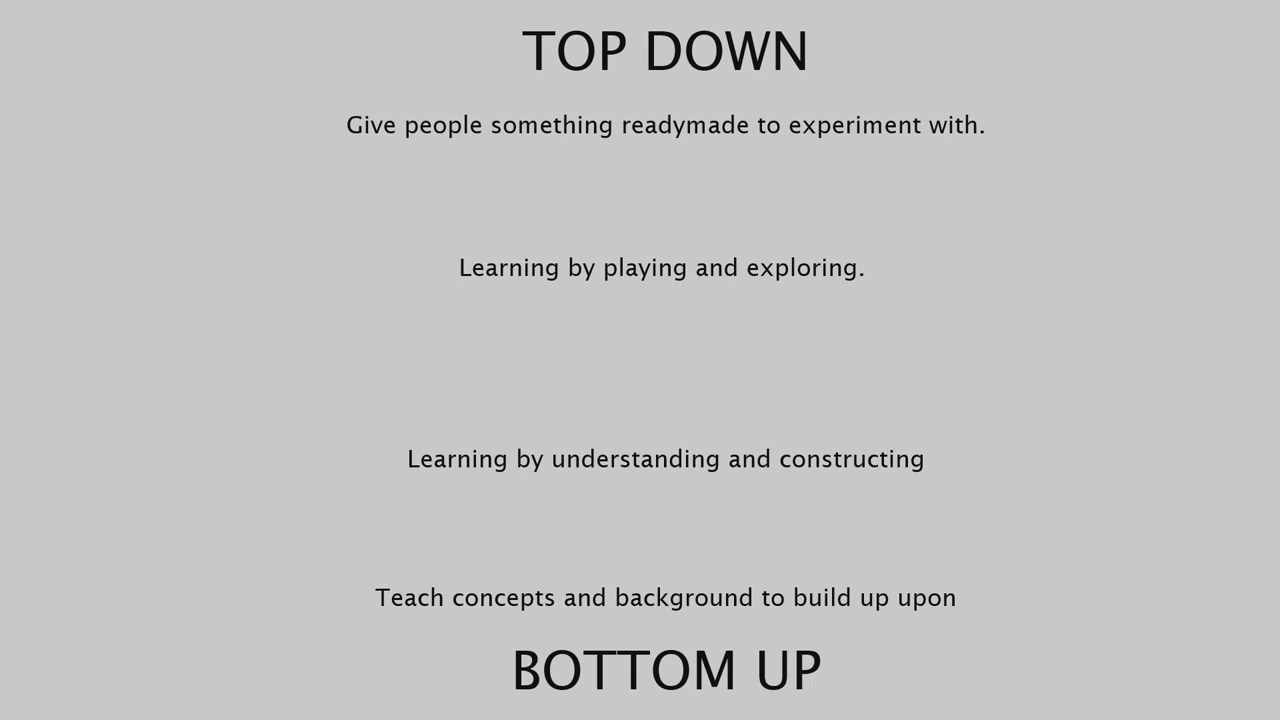 TOP DOWN
Give people something readymade to experiment with.
Learning by playing and exploring.
Learning by understanding and constructing
Teach concepts and background to build up upon
BOTTOM UP